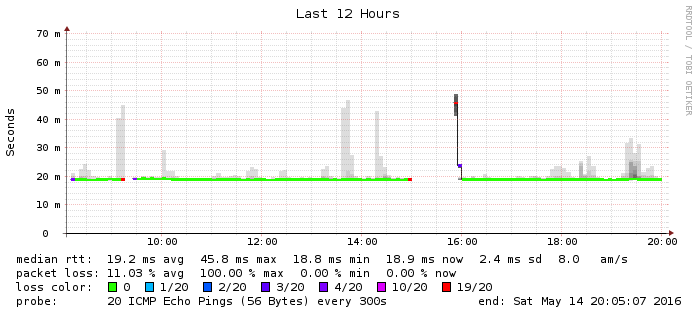 Last 12 Hours
RRDTOOL / TOBI OETIKER
Seconds
70 m
60 m
50 m
40 m
30 m
20 m
10 m
0
10:00 12:00 14:00 16:00 18:00 20:00
median rtt: 19.2 ms avg 45.8 ms max 18.8 ms min 18.9 ms now 2.4 ms sd 8.0 am/s
packet loss: 11.03 % avg 100.00 % max 0.00 % min 0.00 % now
loss color: 0 1/20 2/20 3/20 4/20 10/20 19/20
probe: 20 ICMP Echo Pings (56 Bytes) every 300s end: Sat May 14 20:05:07 2016